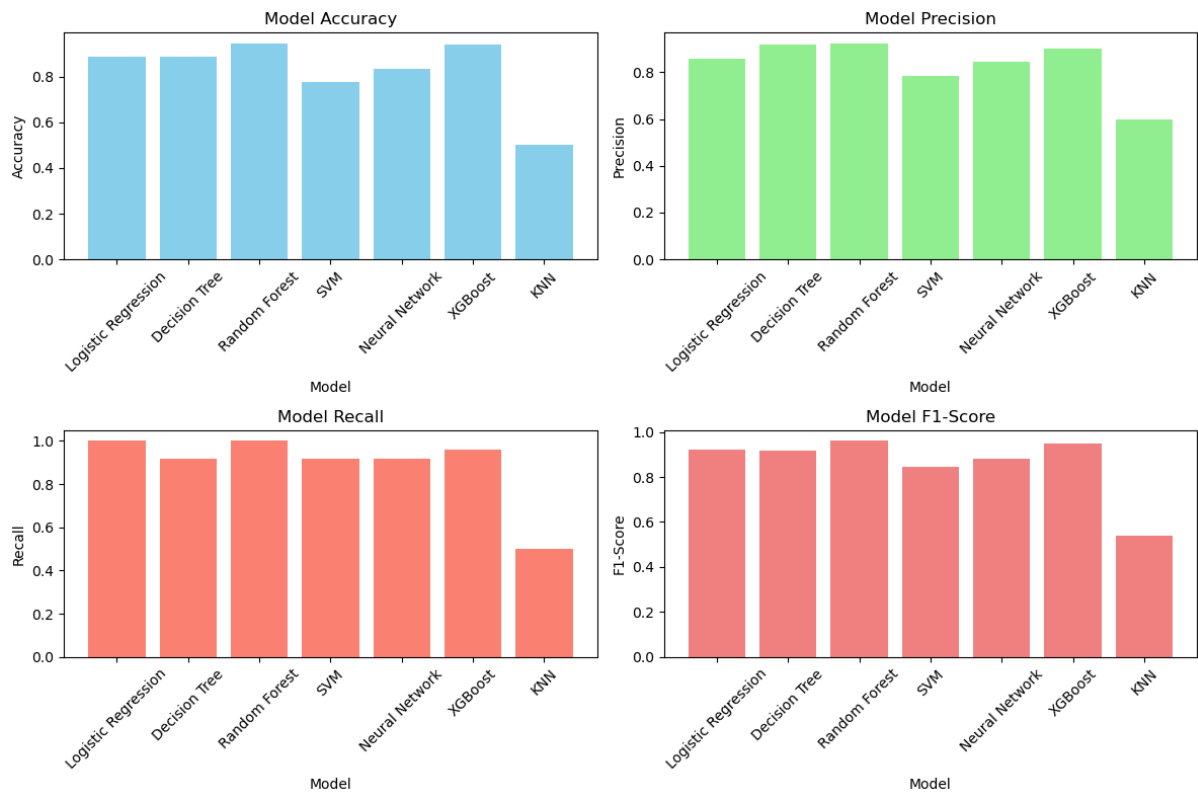 Model Accuracy
Accuracy
0.8
0.6
0.4
0.2
0.0
Logistic Regression
Decision Tree
Random Forest
SVM
Neural Network
XGBoost
KNN
Model
Model Precision
Precision
0.8
0.6
0.4
0.2
0.0
Logistic Regression
Decision Tree
Random Forest
SVM
Neural Network
XGBoost
KNN
Model
Model Recall
Recall
1.0
0.8
0.6
0.4
0.2
0.0
Logistic Regression
Decision Tree
Random Forest
SVM
Neural Network
XGBoost
KNN
Model
Model F1-Score
F1-Score
1.0
0.8
0.6
0.4
0.2
0.0
Logistic Regression
Decision Tree
Random Forest
SVM
Neural Network
XGBoost
KNN
Model